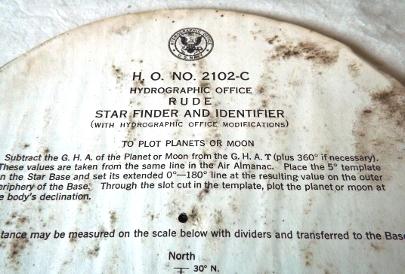 HYDROGRAPHIC OFFICE
U.S. NAVY
H. O. NO. 2102-C
HYDROGRAPHIC OFFICE
RUDE
STAR FINDER AND IDENTIFIER
(WITH HYDROGRAPHIC OFFICE MODIFICATIONS)
TO PLOT PLANETS OR MOON
Subtract the G. H. A. of the Planet or Moon from the G. H. A. ♈ (plus 360° if necessary).
These values are taken from the same line in the Air Almanac. Place the 5° template
on the Star Base and set its extended 0°—180° line at the resulting value on the outer
periphery of the Base. Through the slot cut in the template, plot the planet or moon at
e body's declination.
tance may be measured on the scale below with dividers and transferred to the Base
North
30° N.